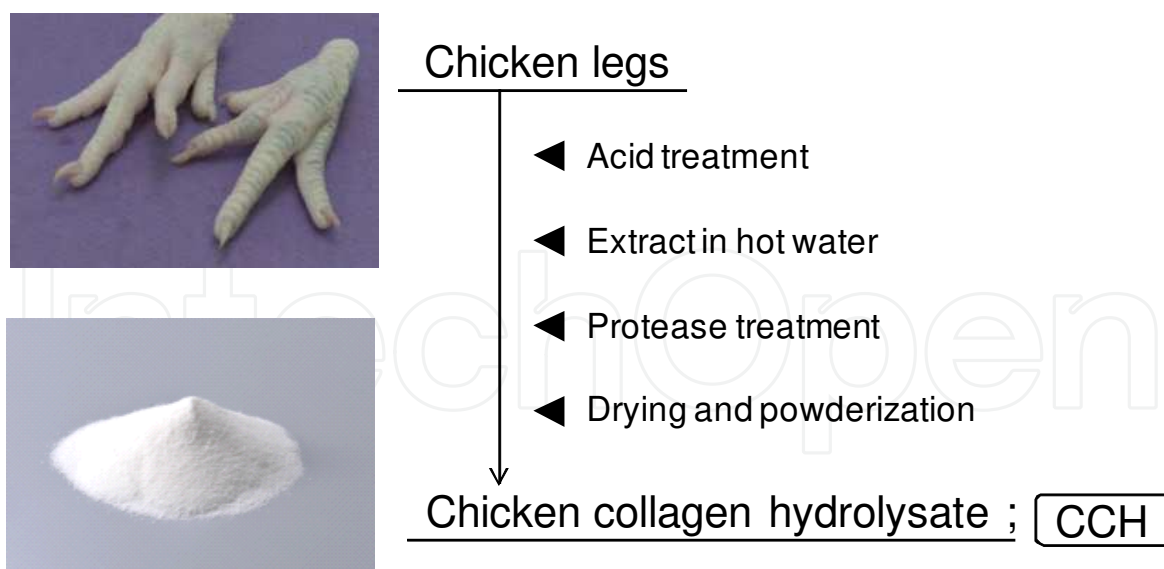 Chicken legs
Acid treatment
Extract in hot water
Protease treatment
Drying and powderization
Chicken collagen hydrolysate ; CCH
IntechOpen